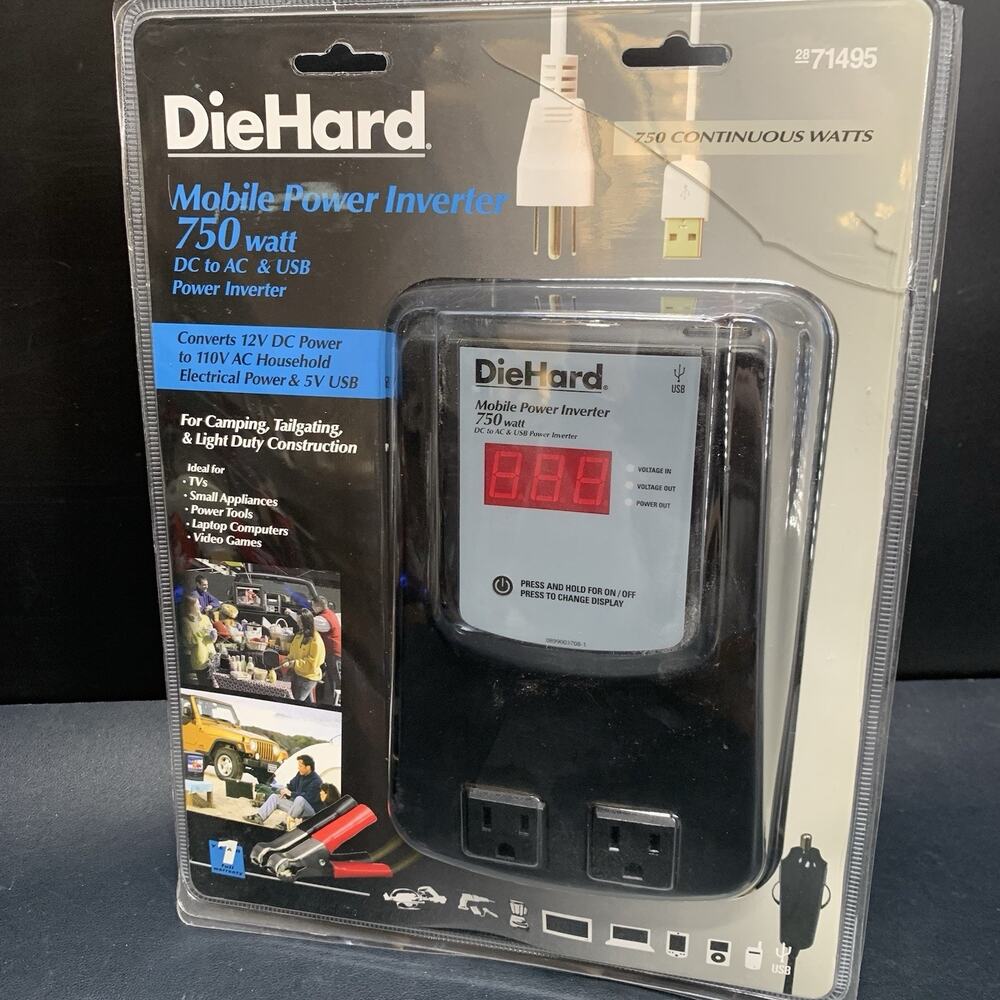 28 71495
DieHard
750 CONTINUOUS WATTS
Mobile Power Inverter
750 watt
DC to AC & USB
Power Inverter
Converts 12V DC Power
to 110V AC Household
Electrical Power & 5V USB
For Camping, Tailgating,
& Light Duty Construction
Ideal for
· TVs
· Small Appliances
· Power Tools
· Laptop Computers
· Video Games
DieHard
USB
Mobile Power Inverter
750 watt
DC to AC & USB Power Inverter
888
VOLTAGE IN
VOLTAGE OUT
POWER OUT
PRESS AND HOLD FOR ON / OFF
PRESS TO CHANGE DISPLAY
YEAR
1
full
warranty
USB